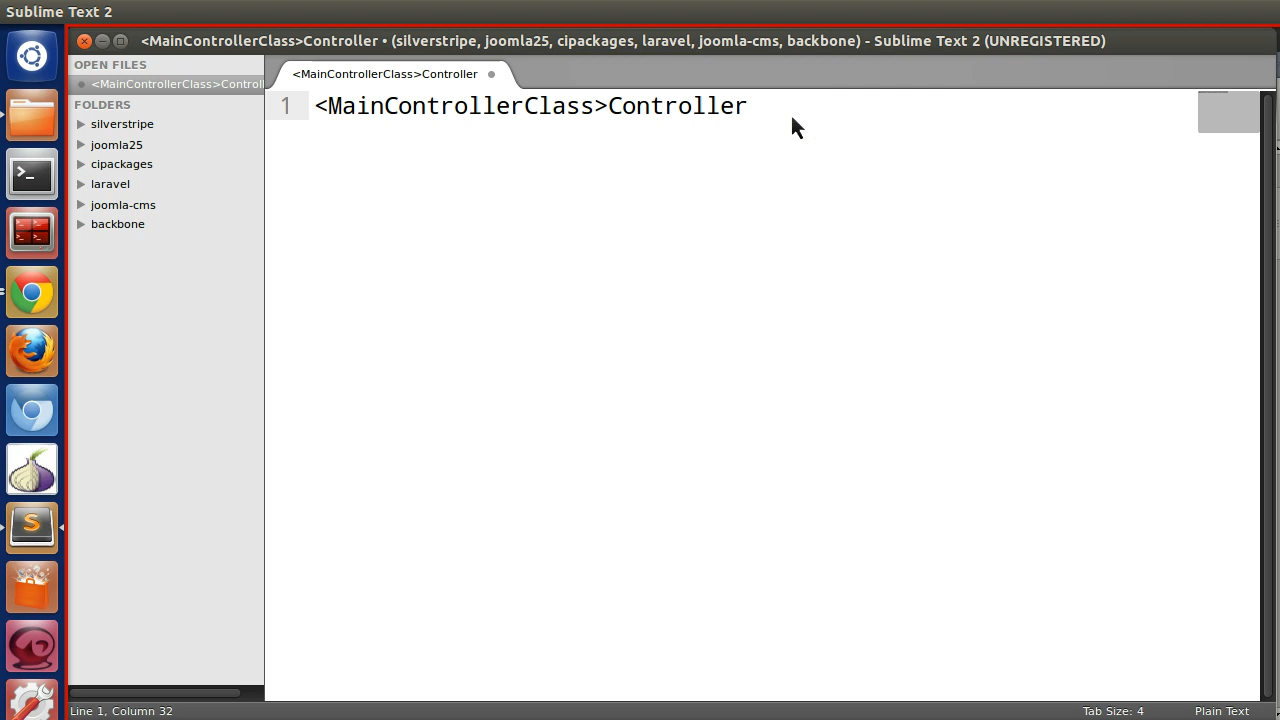 Sublime Text 2
<MainControllerClass>Controller • (silverstripe, joomla25, cipackages, laravel, joomla-cms, backbone) - Sublime Text 2 (UNREGISTERED)
OPEN FILES
<MainControllerClass>Controll
FOLDERS
silverstripe
joomla25
cipackages
laravel
joomla-cms
backbone
<MainControllerClass>Controller
1 <MainControllerClass>Controller
Line 1, Column 32
Tab Size: 4
Plain Text